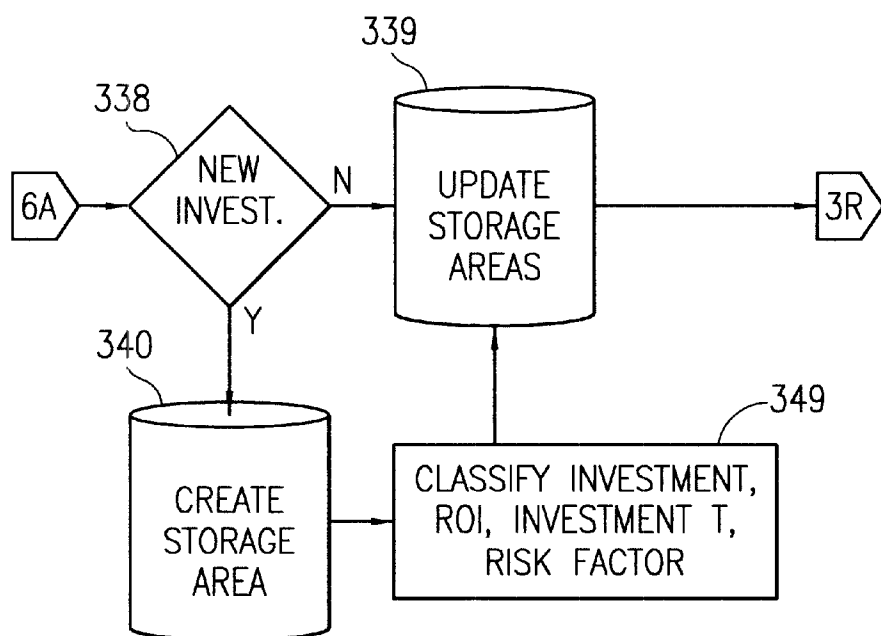 339
338
NEW
INVEST.
N
6A
UPDATE
STORAGE
AREAS
3R
Y
340
349
CREATE
STORAGE
AREA
CLASSIFY INVESTMENT,
ROI, INVESTMENT T,
RISK FACTOR